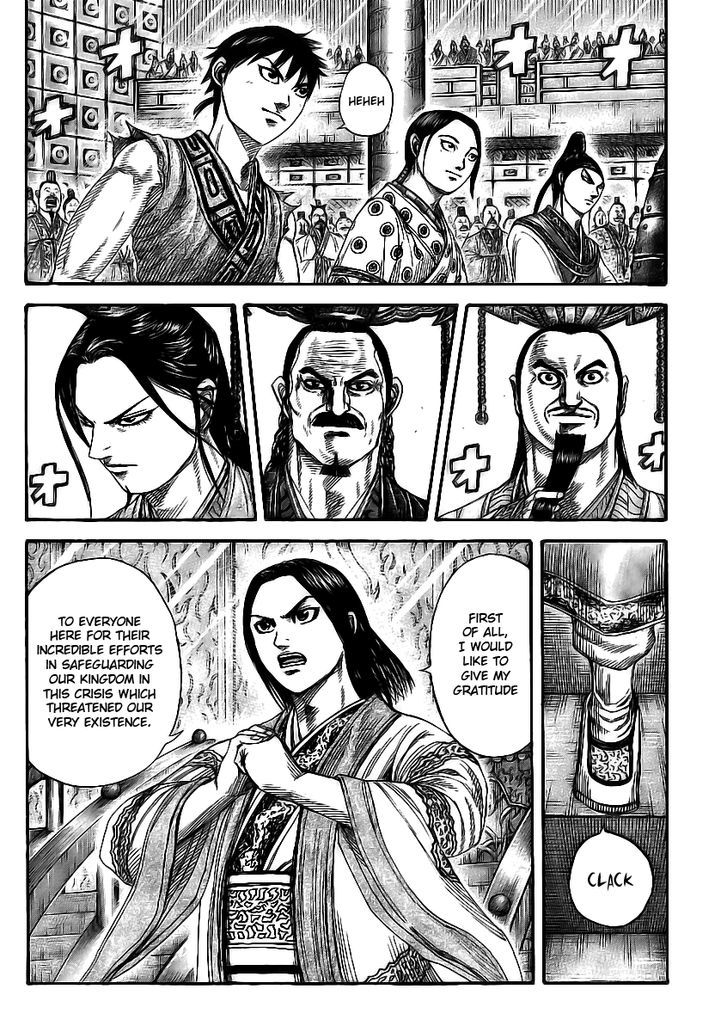 オ
オ
オ
HEHEH
オ
オ
オ
CLACK
FIRST
OF ALL,
I WOULD
LIKE TO
GIVE MY
GRATITUDE
TO EVERYONE
HERE FOR THEIR
INCREDIBLE EFFORTS
IN SAFEGUARDING
OUR KINGDOM IN
THIS CRISIS WHICH
THREATENED OUR
VERY EXISTENCE.